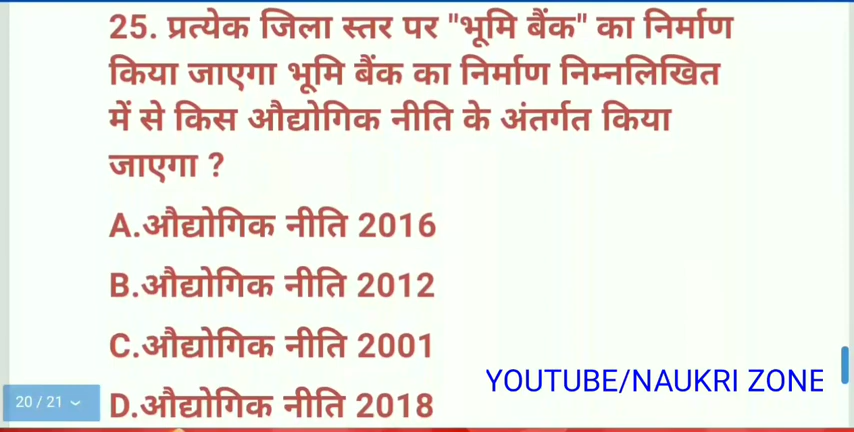 25. प्रत्येक जिला स्तर पर "भूमि बैंक" का निर्माण
किया जाएगा भूमि बैंक का निर्माण निम्नलिखित
में से किस औद्योगिक नीति के अंतर्गत किया
जाएगा ?
A.औद्योगिक नीति 2016
B.औद्योगिक नीति 2012
C.औद्योगिक नीति 2001
YOUTUBE/NAUKRI ZONE
20 / 21
D.औद्योगिक नीति 2018